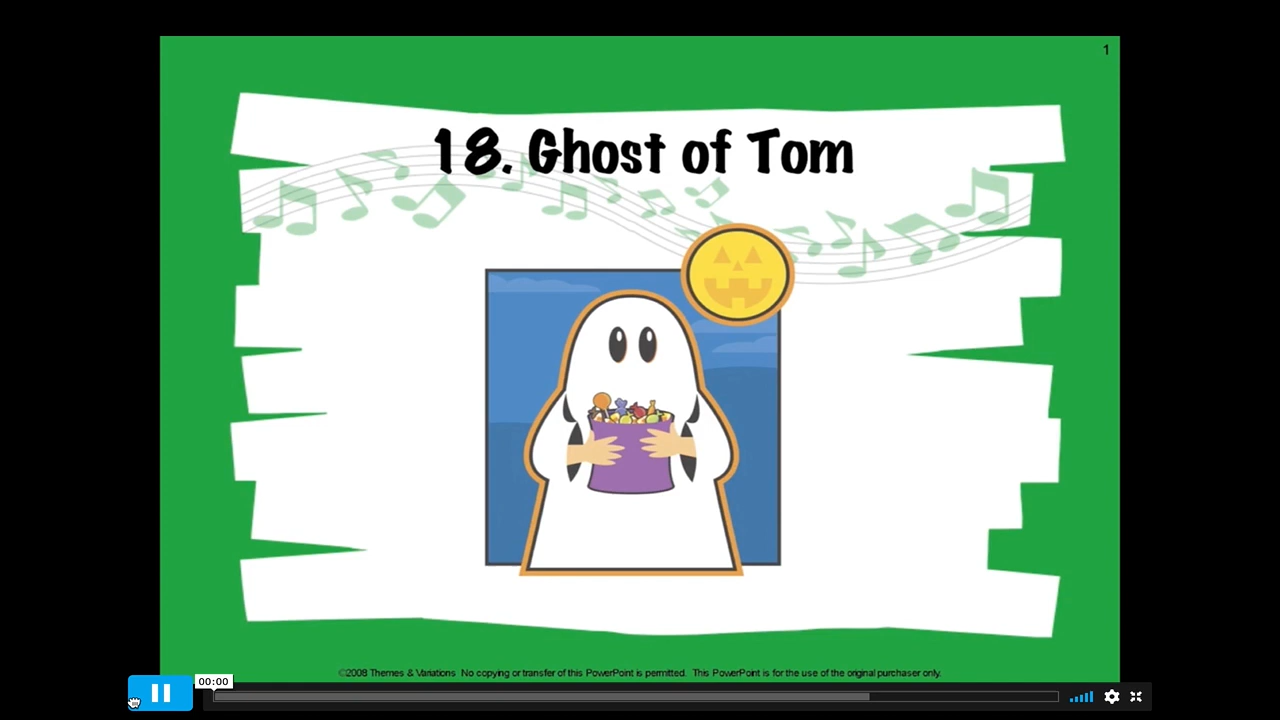 1
18. Ghost of Tom
©2008 Themes & Variations No copying or transfer of this PowerPoint is permitted. This PowerPoint is for the use of the original purchaser only.
00:00